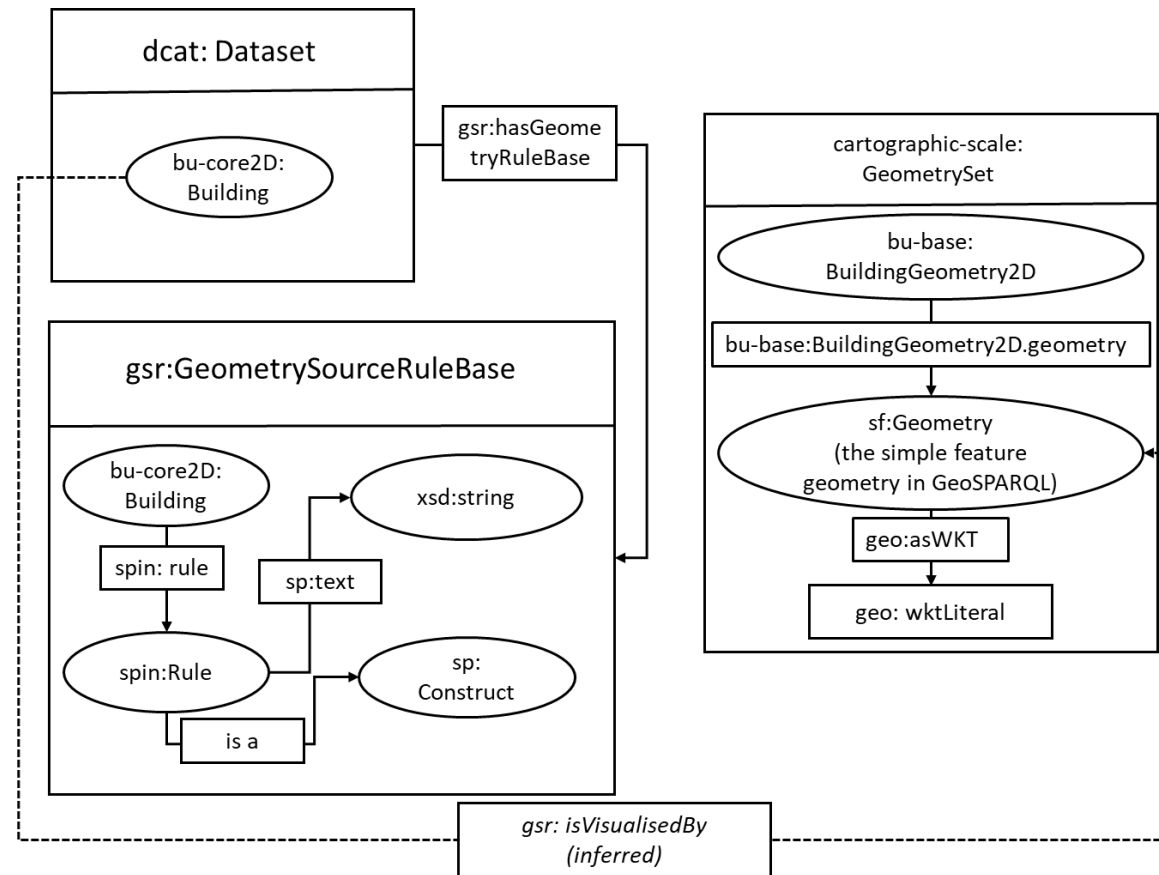 dcat: Dataset
bu-core2D:
Building
gsr:hasGeome
tryRuleBase
cartographic-scale:
GeometrySet
bu-base:
BuildingGeometry2D
bu-base:BuildingGeometry2D.geometry
sf:Geometry
(the simple feature
geometry in GeoSPARQL)
geo:asWKT
geo: wktLiteral
gsr:GeometrySourceRuleBase
bu-core2D:
Building
spin: rule
spin:Rule
xsd:string
sp:text
sp:
Construct
is a
gsr: isVisualisedBy
(inferred)